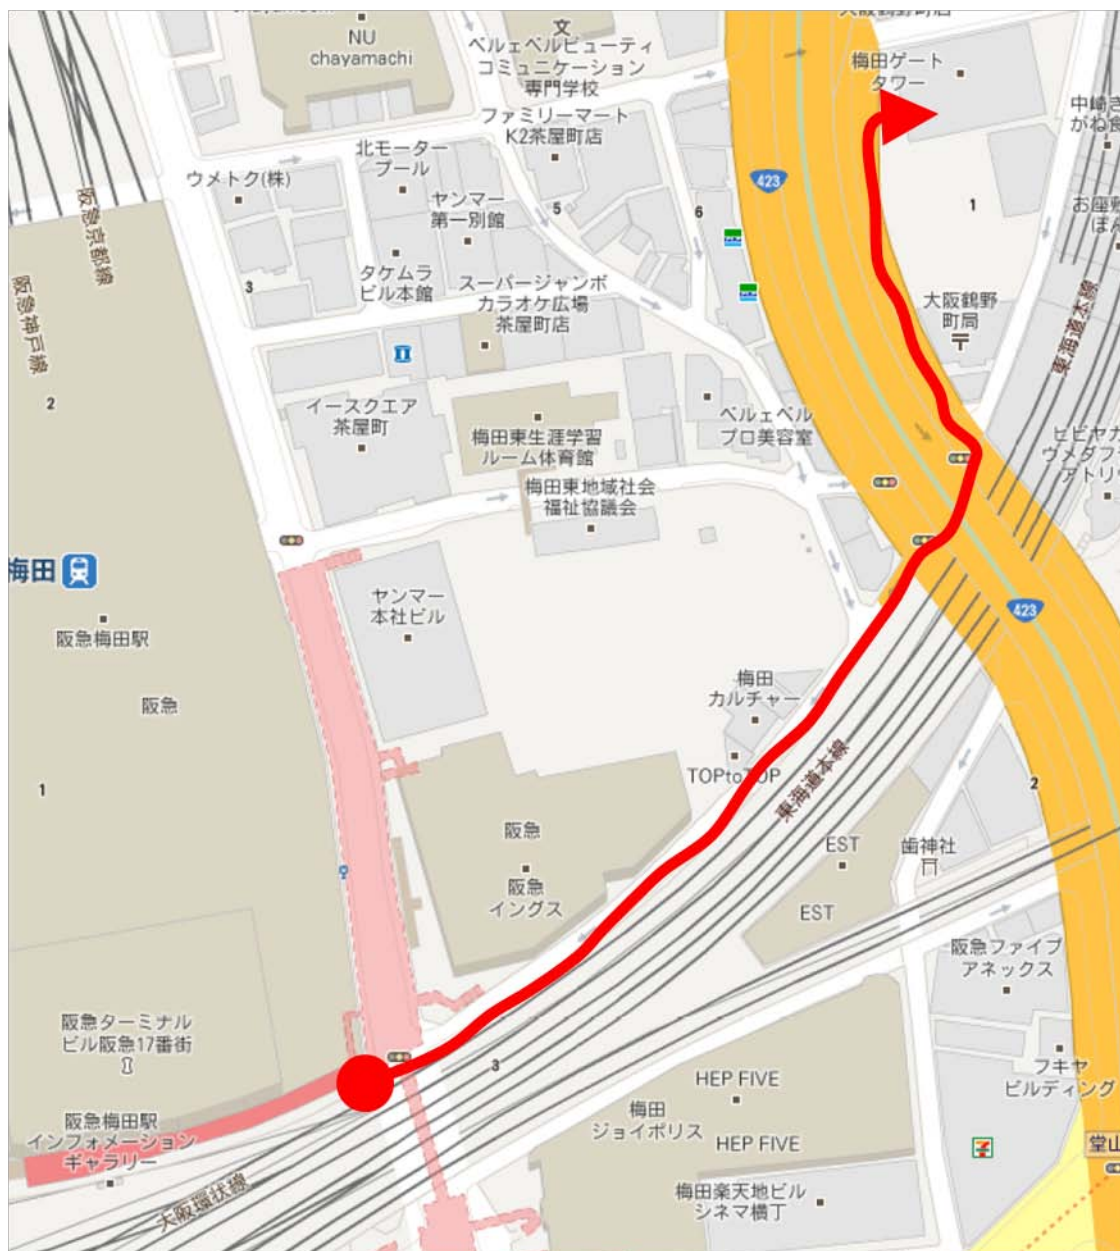 NU
chayamachi
文
ベルェベルビューティ
コミュニケーション
専門学校
大阪鶴野町店
梅田ゲート
タワー
ファミリーマート
K2茶屋町店
北モーター
プール
ウメトク(株)
ヤンマー
第一別館
5
6
423
1
阪急京都線
阪急神戸線
3
タケムラ
ビル本館
スーパージャンボ
カラオケ広場
茶屋町店
大阪鶴野
町局
〒
東海道本線
2
イースクエア
茶屋町
梅田東生涯学習
ルーム体育館
ベルェベル
プロ美容室
梅田東地域社会
福祉協議会
梅田
阪急梅田駅
阪急
ヤンマー
本社ビル
423
梅田
カルチャー
TOPtoTOP
東海道本線
1
2
阪急
阪急
イングス
EST
EST
歯神社
阪急ファイブ
アネックス
阪急ターミナル
ビル阪急17番街
3
HEP FIVE
フキヤ
ビルディング
梅田
ジョイポリス
HEP FIVE
阪急梅田駅
インフォメーション
ギャラリー
大阪環状線
梅田楽天地ビル
シネマ横丁
7
堂山